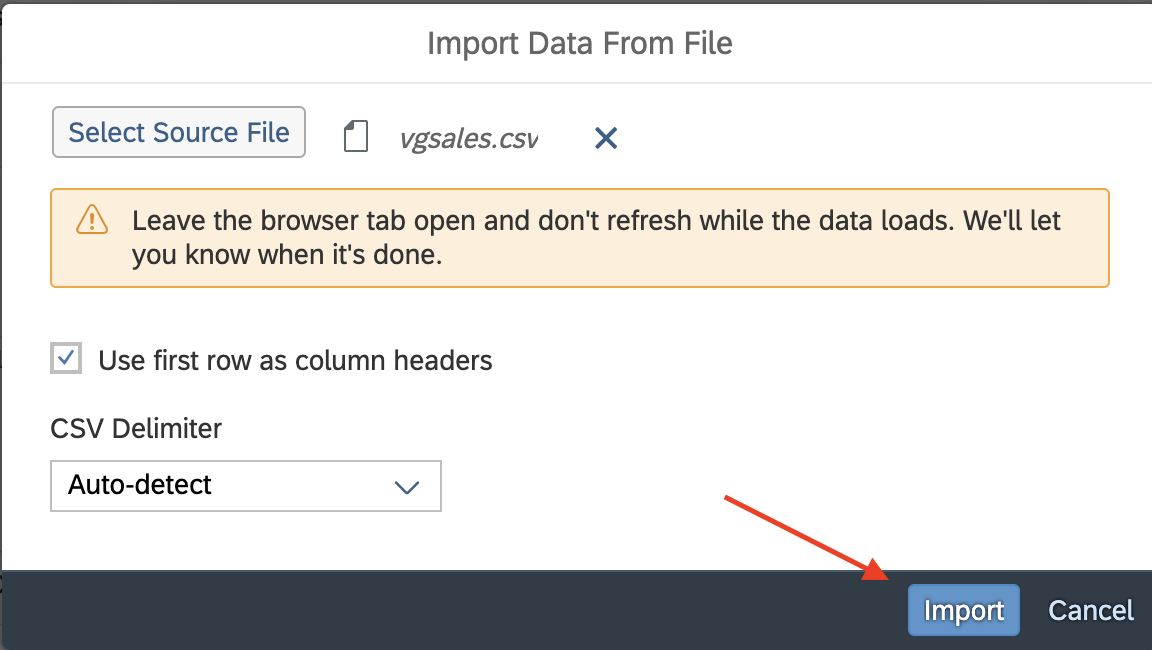 Import Data From File
Select Source File
vgsales.csv
Leave the browser tab open and don't refresh while the data loads. We'll let
you know when it's done.
Use first row as column headers
CSV Delimiter
Auto-detect
Import
Cancel